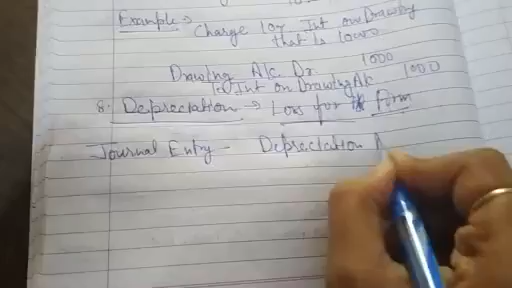 Example →
Charge 10% Int on Drawing
that is 10000
Drawing A/c. Dr. 1000
To Int on Drawing A/c 1000
8. Depreciation → Loss for Firm
Journal Entry - Depreciation A